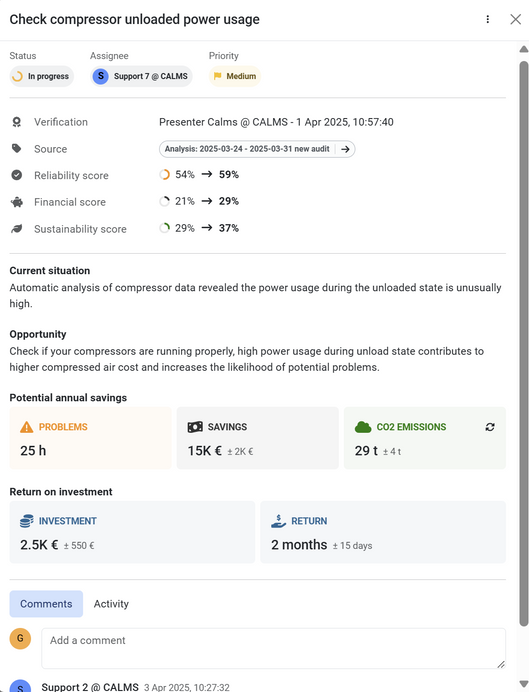 Check compressor unloaded power usage
Status Assignee Priority
In progress S Support 7 @ CALMS Medium
Verification Presenter Calms @ CALMS - 1 Apr 2025, 10:57:40
Source Analysis: 2025-03-24 - 2025-03-31 new audit →
Reliability score 54% → 59%
Financial score 21% → 29%
Sustainability score 29% → 37%
Current situation
Automatic analysis of compressor data revealed the power usage during the unloaded state is unusually
high.
Opportunity
Check if your compressors are running properly, high power usage during unload state contributes to
higher compressed air cost and increases the likelihood of potential problems.
Potential annual savings
PROBLEMS SAVINGS CO2 EMISSIONS
25 h 15K € ± 2K € 29 t ± 4 t
Return on investment
INVESTMENT RETURN
2.5K € ± 550 € 2 months ± 15 days
Comments Activity
G Add a comment
S Support 2 @ CALMS 3 Apr 2025, 10:27:32